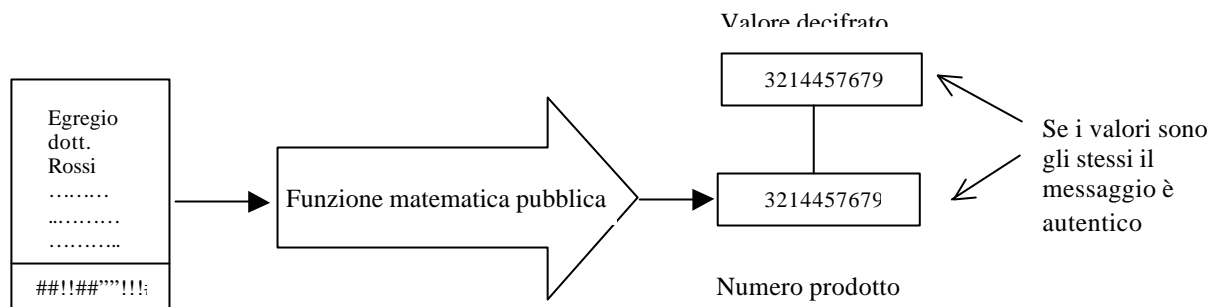 Valore decifrato
3214457679
Egregio
dott.
Rossi
………
..………
………..
Funzione matematica pubblica
3214457679
Se i valori sono
gli stessi il
messaggio è
autentico
##!!##””!!!
Numero prodotto